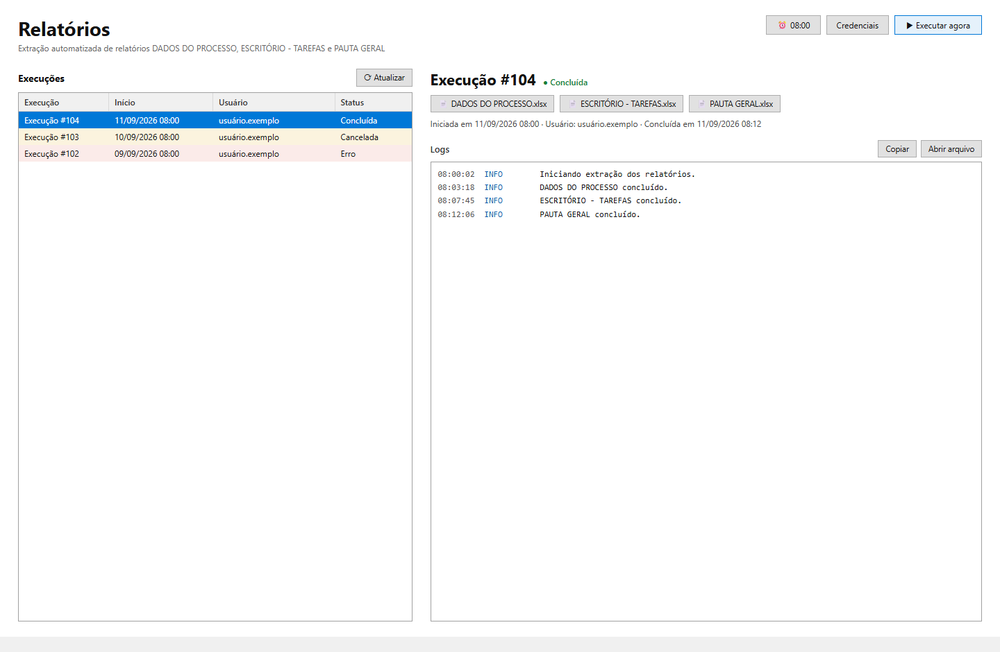 Relatórios
Extração automatizada de relatórios DADOS DO PROCESSO, ESCRITÓRIO - TAREFAS e PAUTA GERAL
08:00 Credenciais ▶ Executar agora
Execuções
Atualizar
Execução Início Usuário Status
Execução #104 11/09/2026 08:00 usuário.exemplo Concluída
Execução #103 10/09/2026 08:00 usuário.exemplo Cancelada
Execução #102 09/09/2026 08:00 usuário.exemplo Erro
Execução #104 ● Concluída
DADOS DO PROCESSO.xlsx ESCRITÓRIO - TAREFAS.xlsx PAUTA GERAL.xlsx
Iniciada em 11/09/2026 08:00 · Usuário: usuário.exemplo · Concluída em 11/09/2026 08:12
Logs
Copiar Abrir arquivo
08:00:02 INFO Iniciando extração dos relatórios.
08:03:18 INFO DADOS DO PROCESSO concluído.
08:07:45 INFO ESCRITÓRIO - TAREFAS concluído.
08:12:06 INFO PAUTA GERAL concluído.